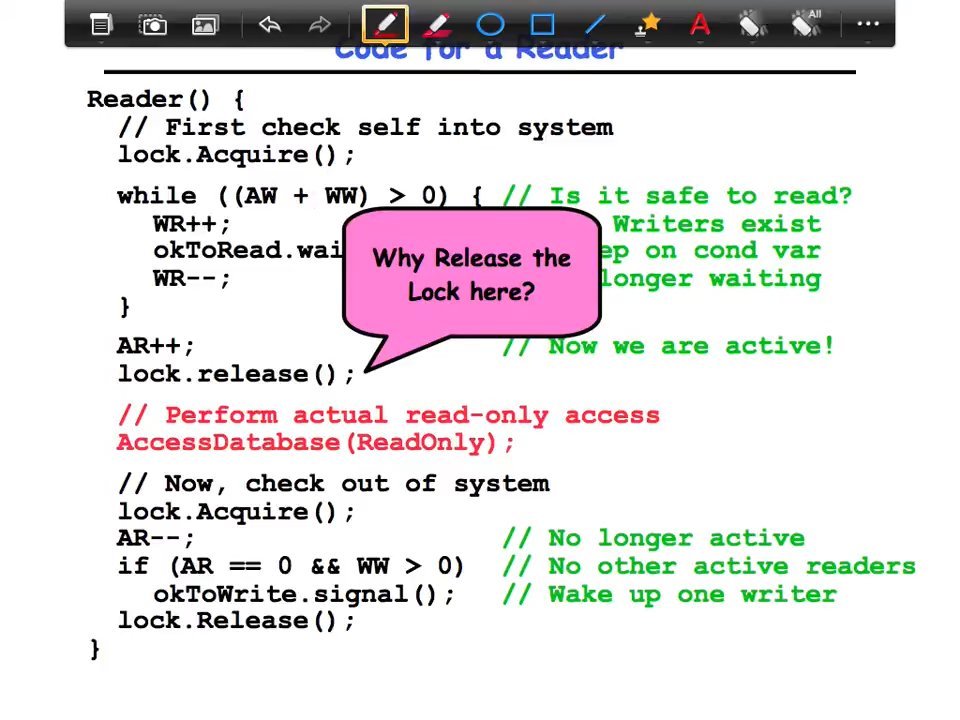 All
A
Code for a Reader
Reader() {
// First check self into system
lock.Acquire();
while ((AW + WW) > 0) { // Is it safe to read?
WR++; Writers exist
okToRead.wai ep on cond var
WR--; longer waiting
}
Why Release the
Lock here?
AR++; // Now we are active!
lock.release();
// Perform actual read-only access
AccessDatabase(ReadOnly);
// Now, check out of system
lock.Acquire();
AR--; // No longer active
if (AR == 0 && WW > 0) // No other active readers
okToWrite.signal(); // Wake up one writer
lock.Release();
}